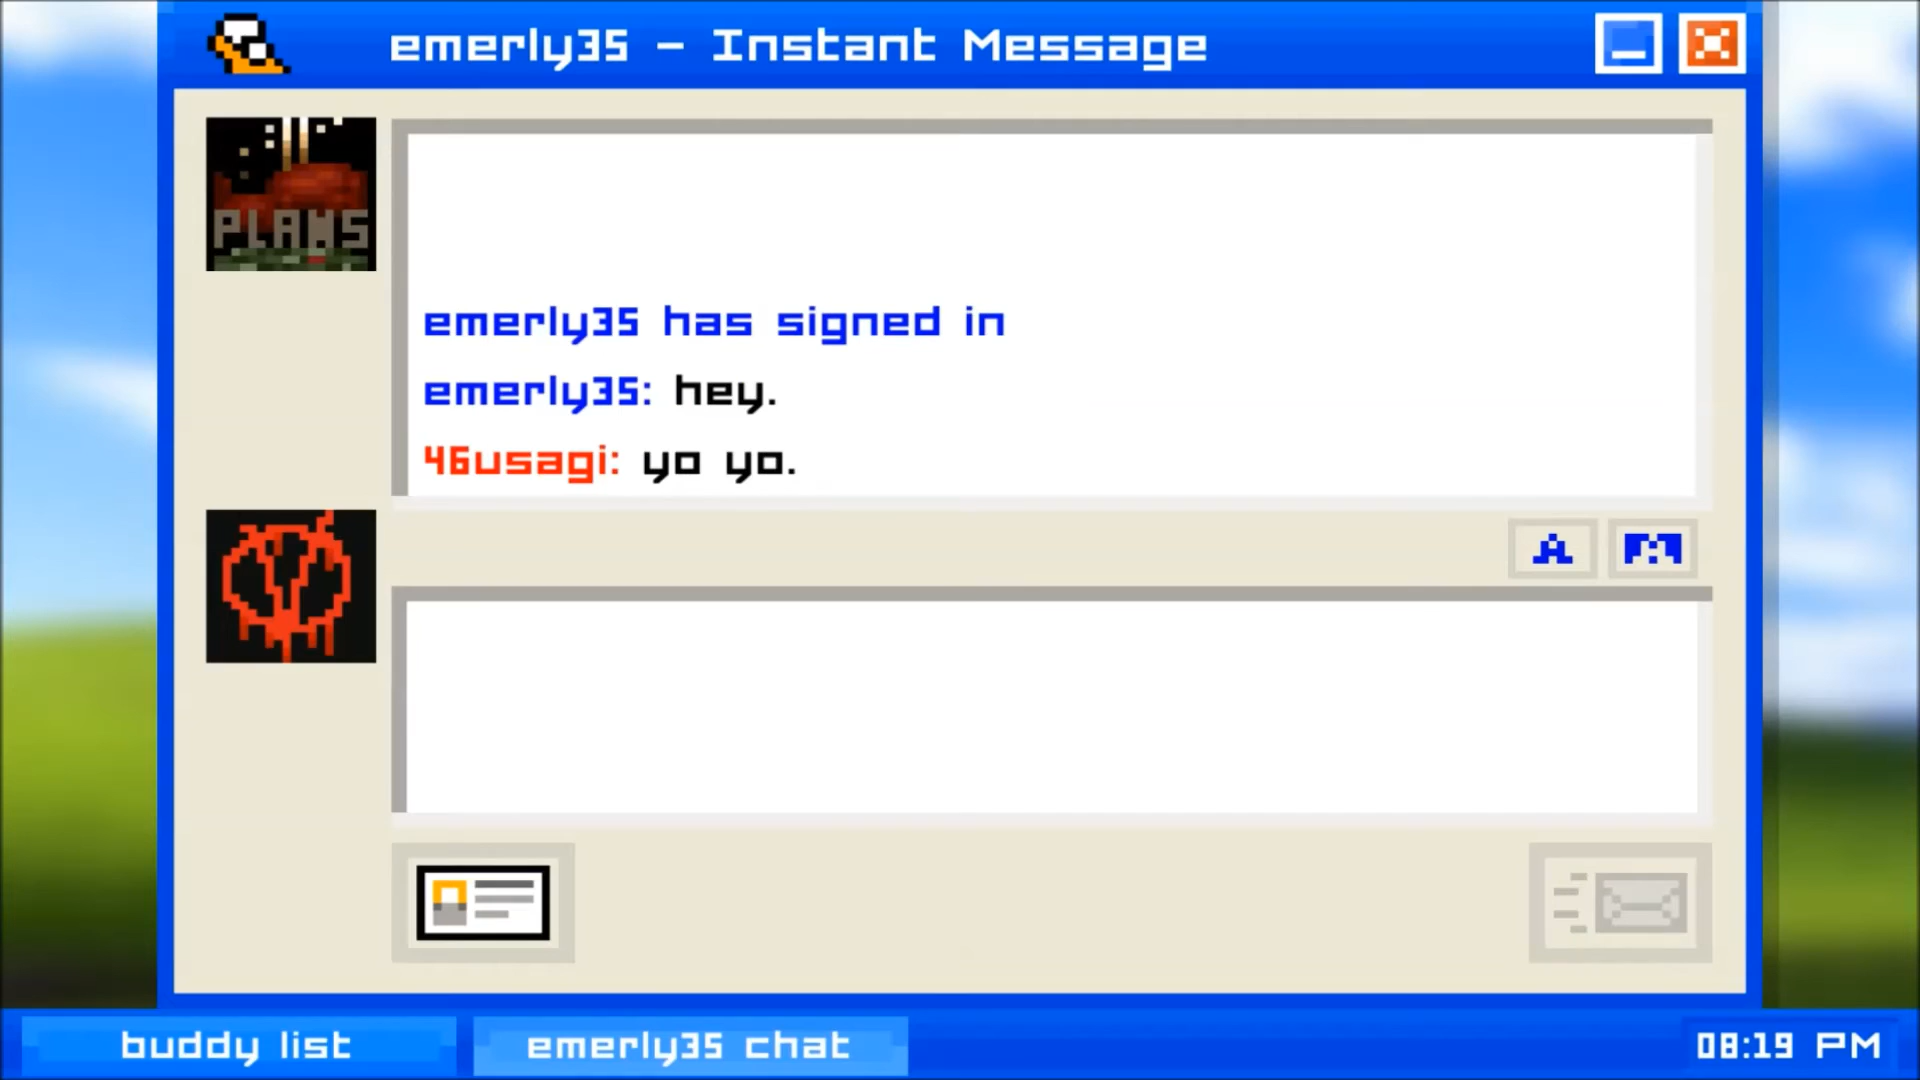 emerly35 - Instant Message
PLANS
emerly35 has signed in
emerly35: hey.
46usagi: yo yo.
A
buddy list
emerly35 chat
08:19 PM